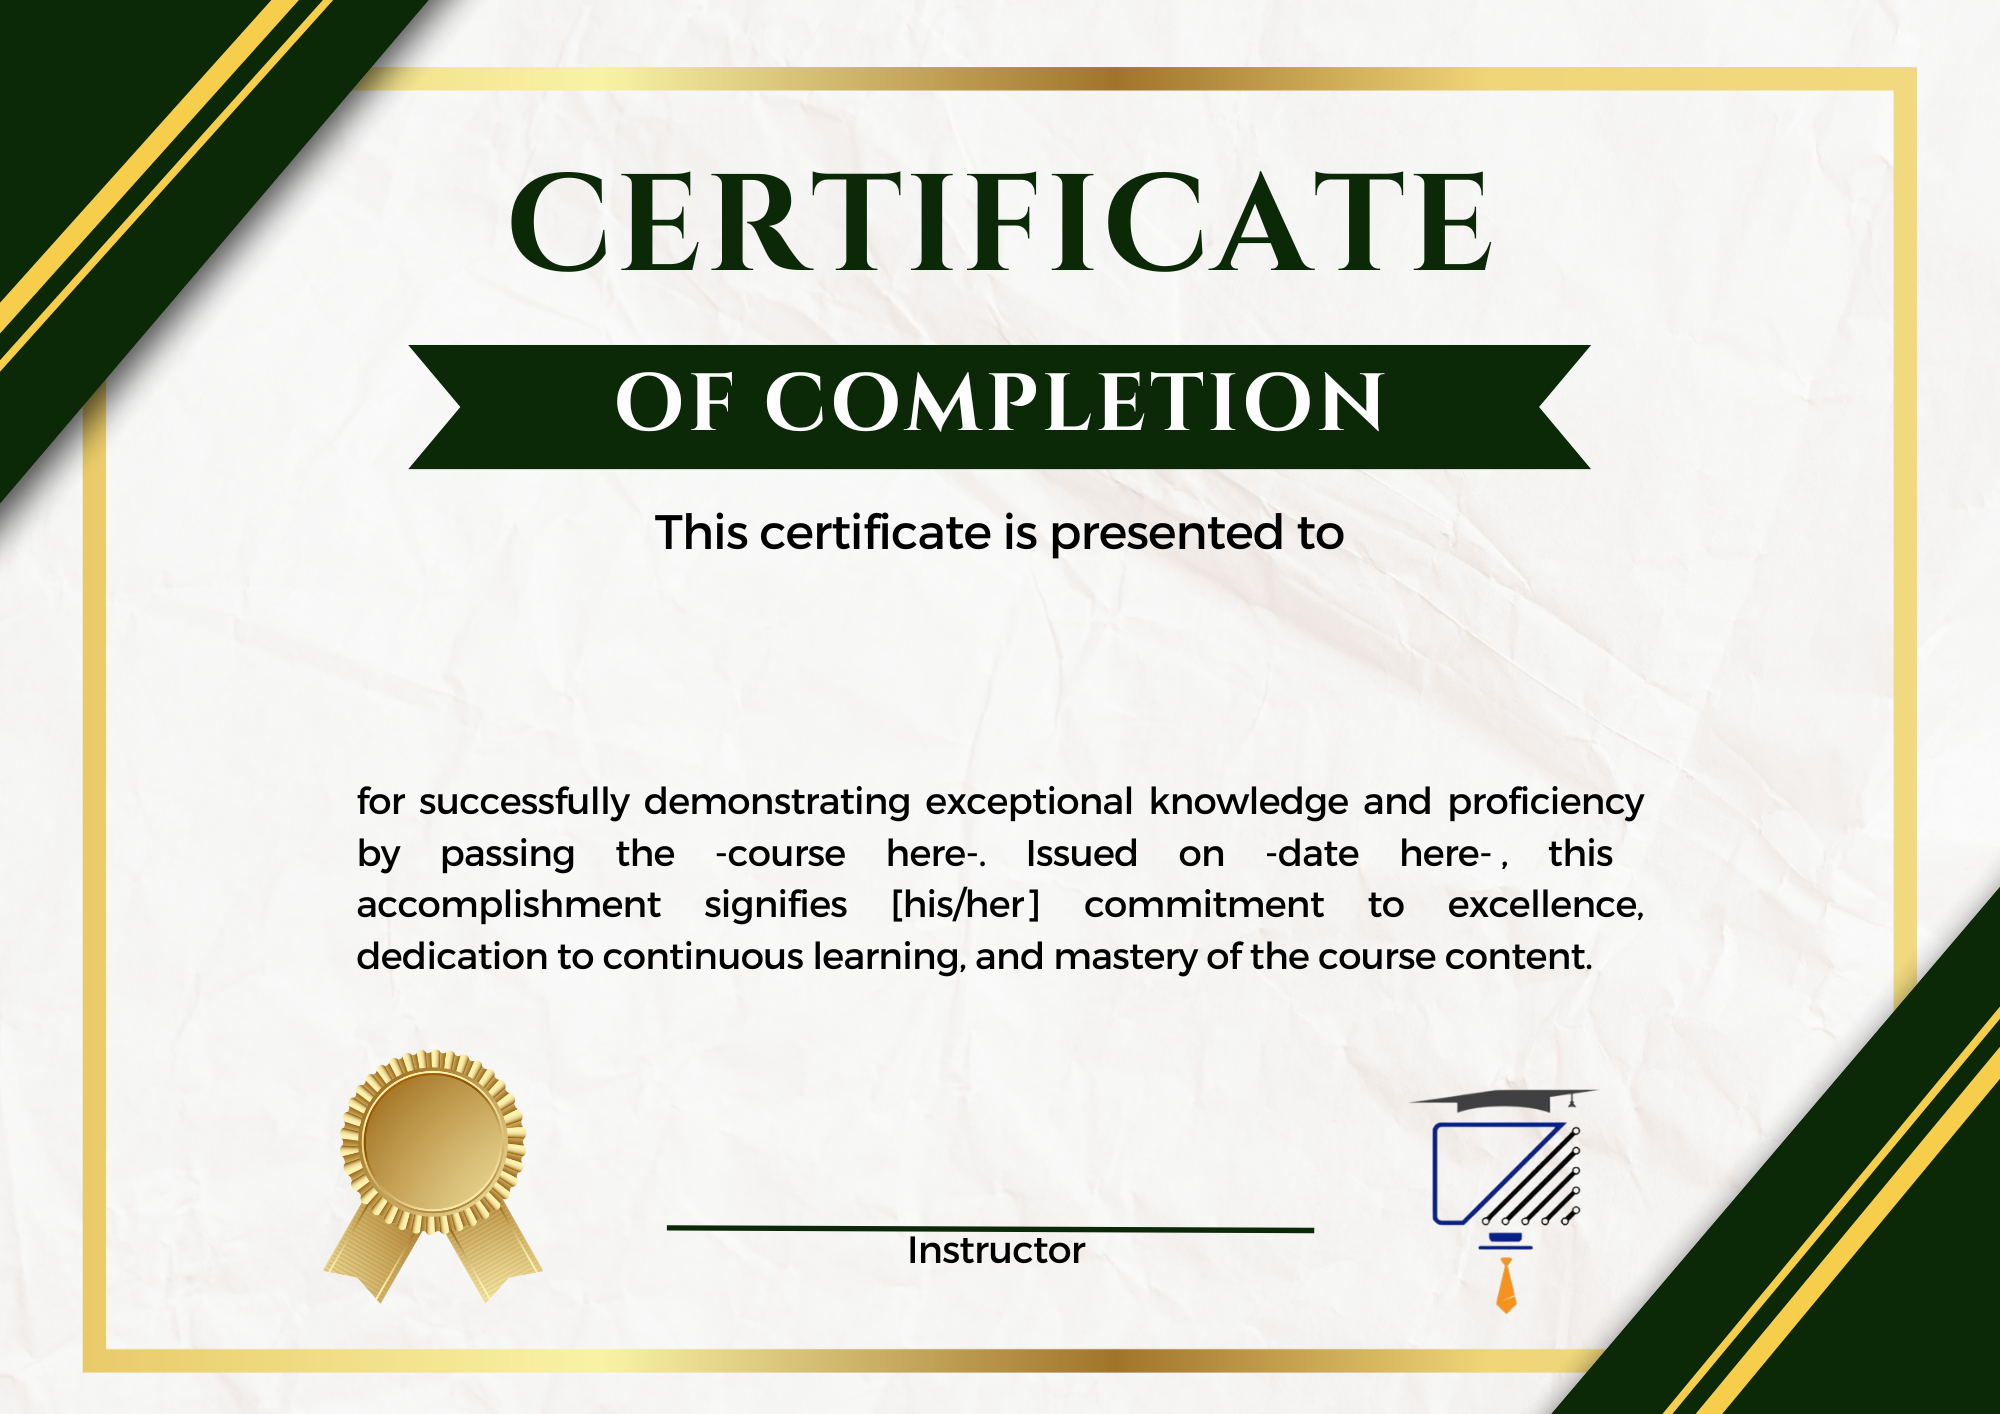 CERTIFICATE
OF COMPLETION
This certificate is presented to
for successfully demonstrating exceptional knowledge and proficiency
by passing the -course here-. Issued on -date here- , this
accomplishment signifies [his/her] commitment to excellence,
dedication to continuous learning, and mastery of the course content.
Instructor